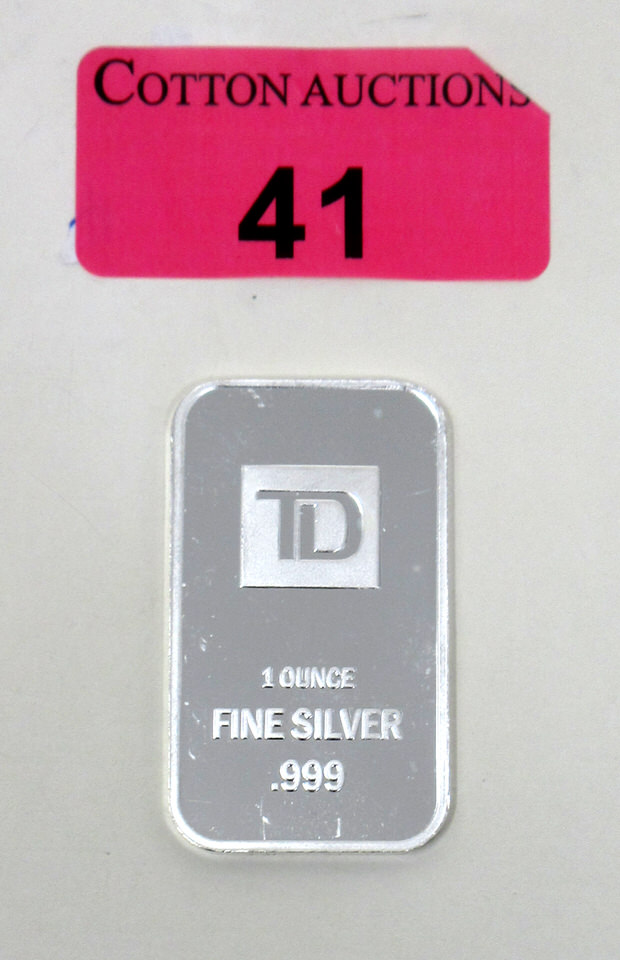 COTTON AUCTIONS
41
TD
1 OUNCE
FINE SILVER
.999